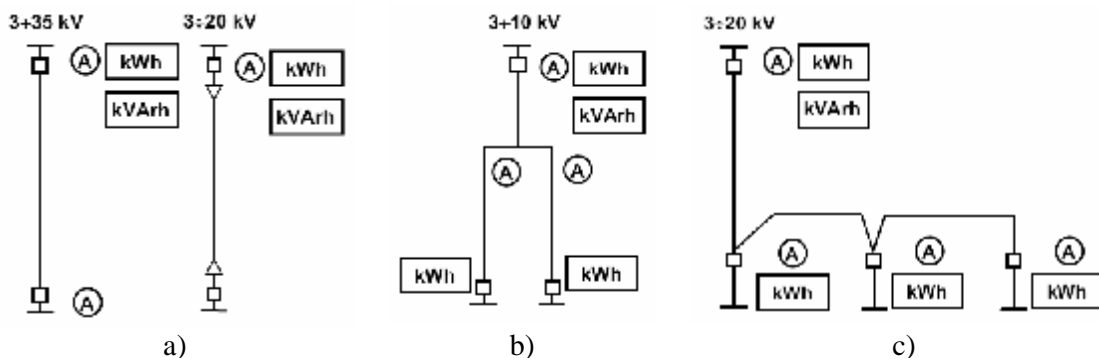 3+35 kV
3÷20 kV
A
kWh
A
kWh
kVArh
kVArh
A
a)
3+10 kV
A
kWh
kVArh
A
A
kWh
kWh
b)
3÷20 kV
A
kWh
kVArh
A
A
A
kWh
kWh
kWh
c)